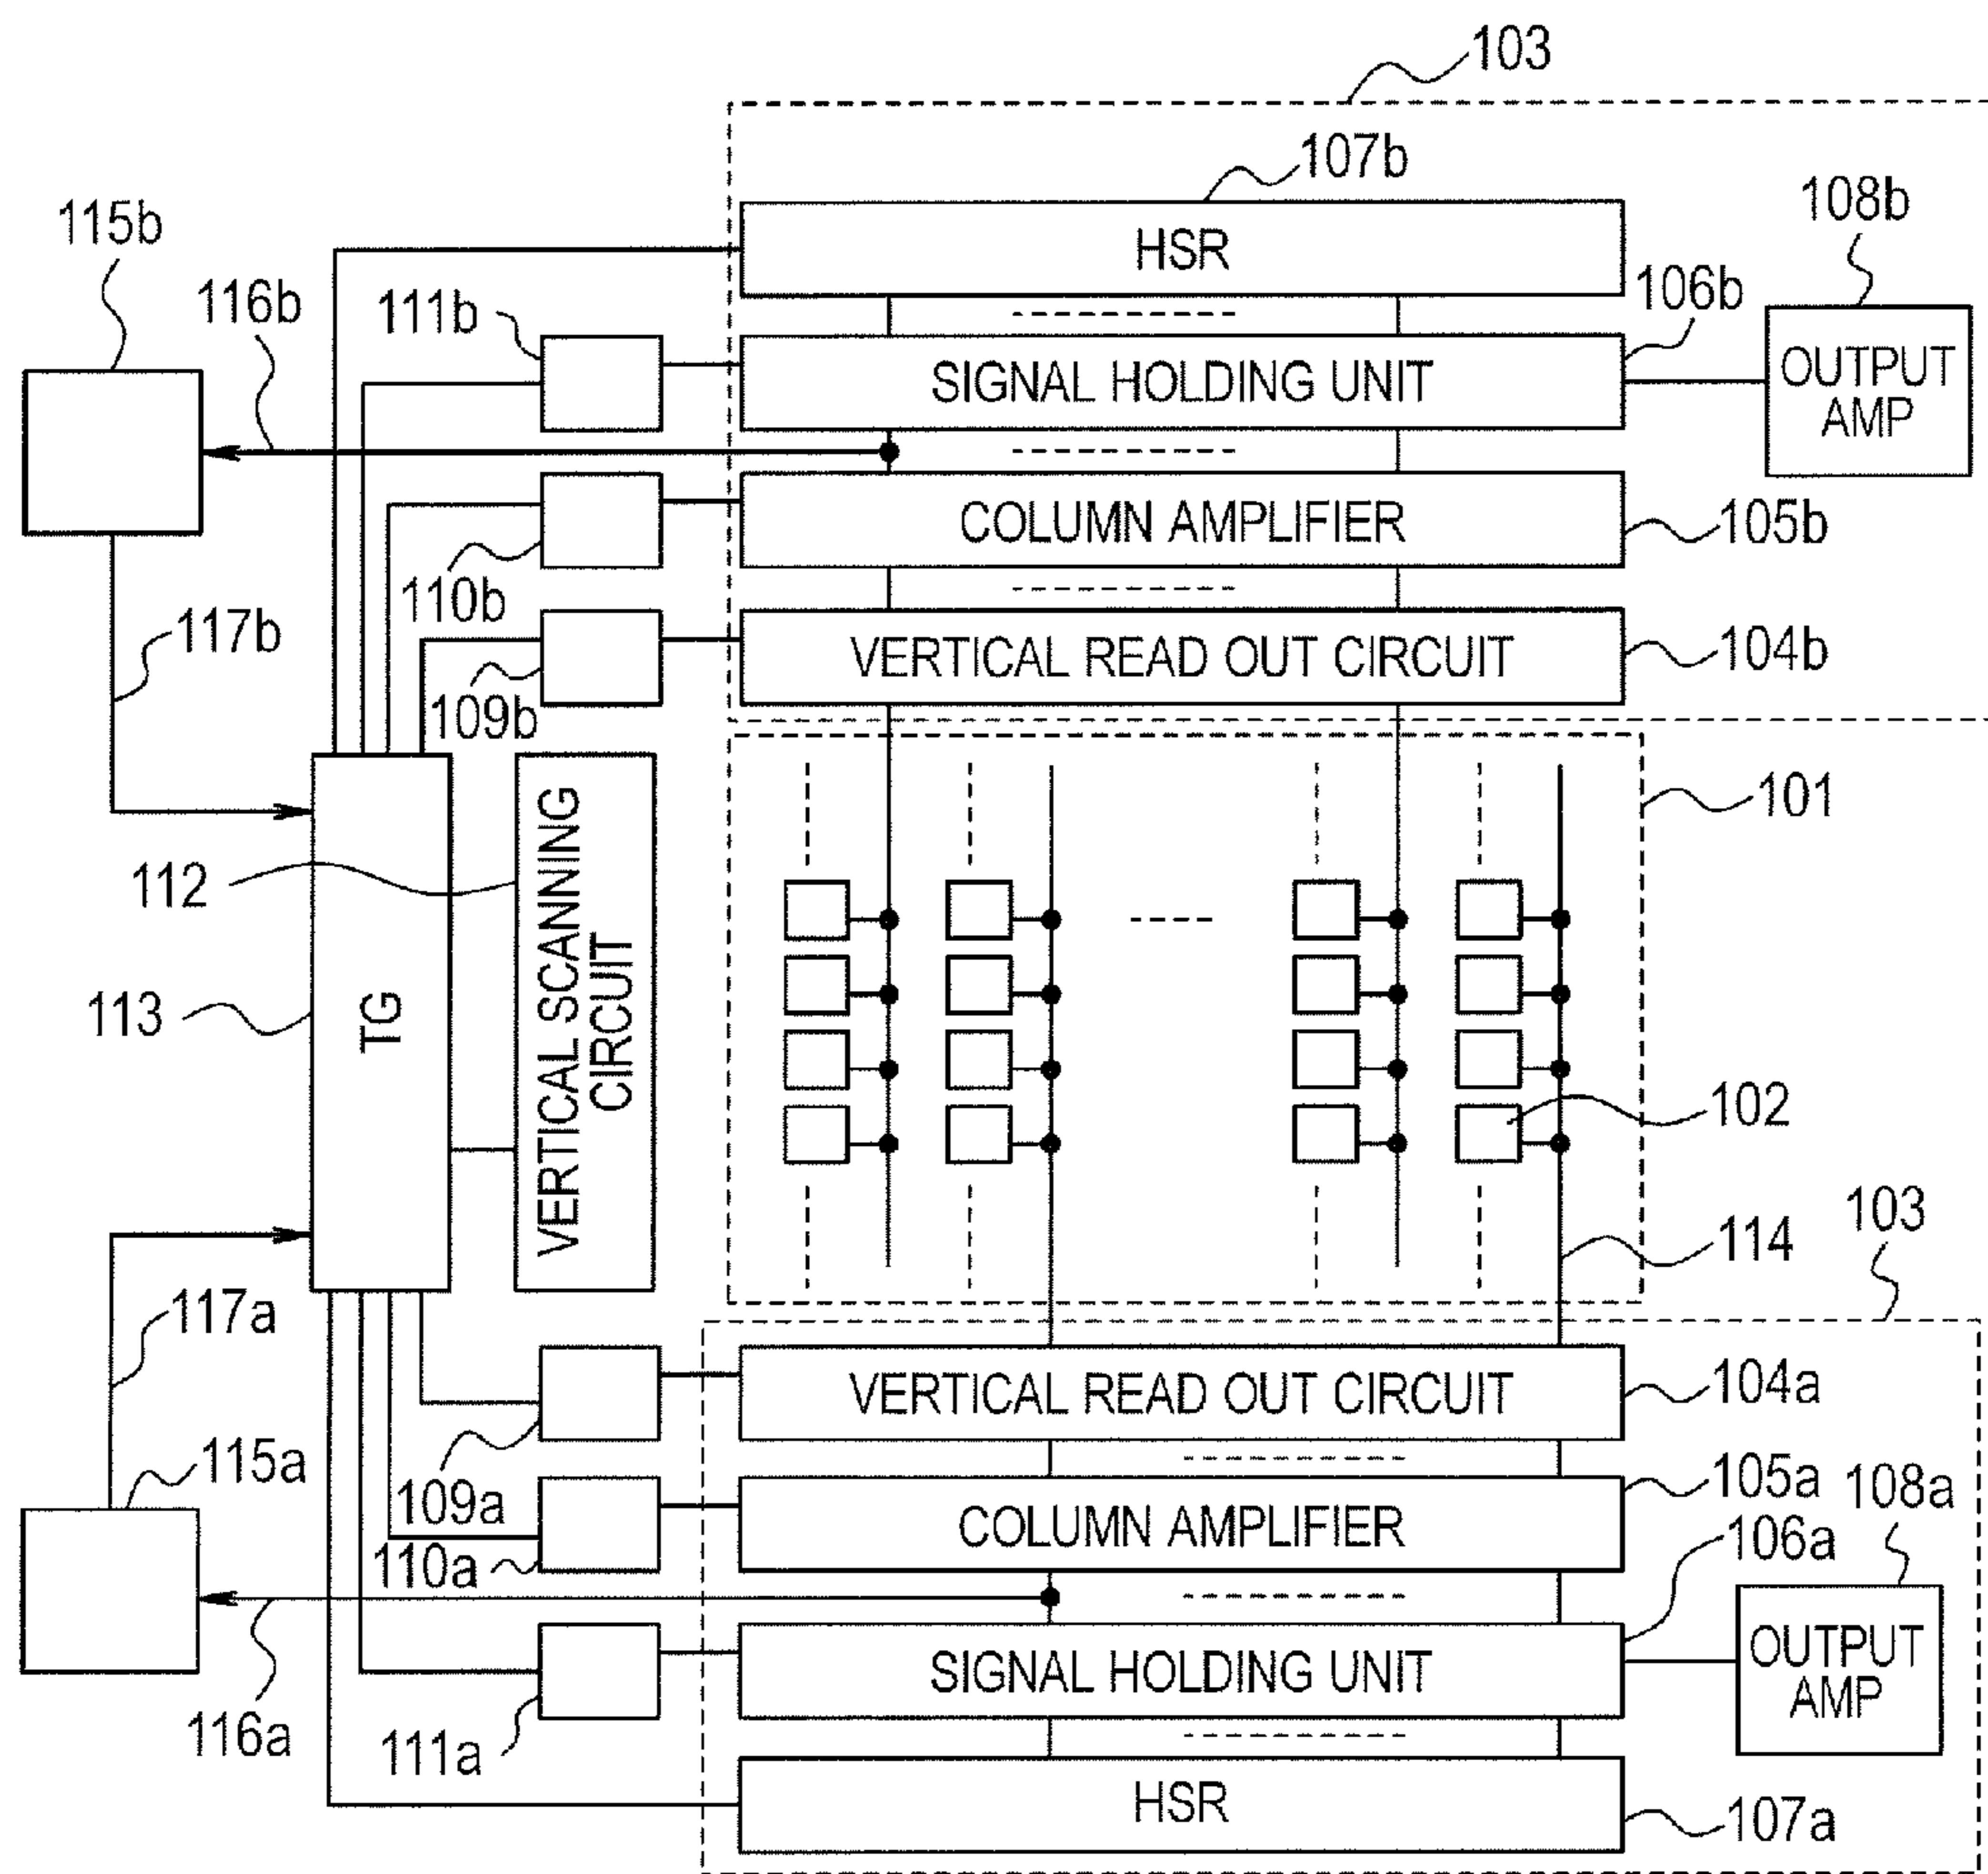 103
107b
108b
115b
HSR
116b
111b
106b
OUTPUT
AMP
SIGNAL HOLDING UNIT
COLUMN AMPLIFIER
105b
110b
117b
VERTICAL READ OUT CIRCUIT
104b
109b
101
112
VERTICAL SCANNING
CIRCUIT
113
TG
102
103
114
117a
VERTICAL READ OUT CIRCUIT
104a
115a
109a
105a
108a
COLUMN AMPLIFIER
110a
106a
OUTPUT
AMP
SIGNAL HOLDING UNIT
116a
111a
HSR
107a